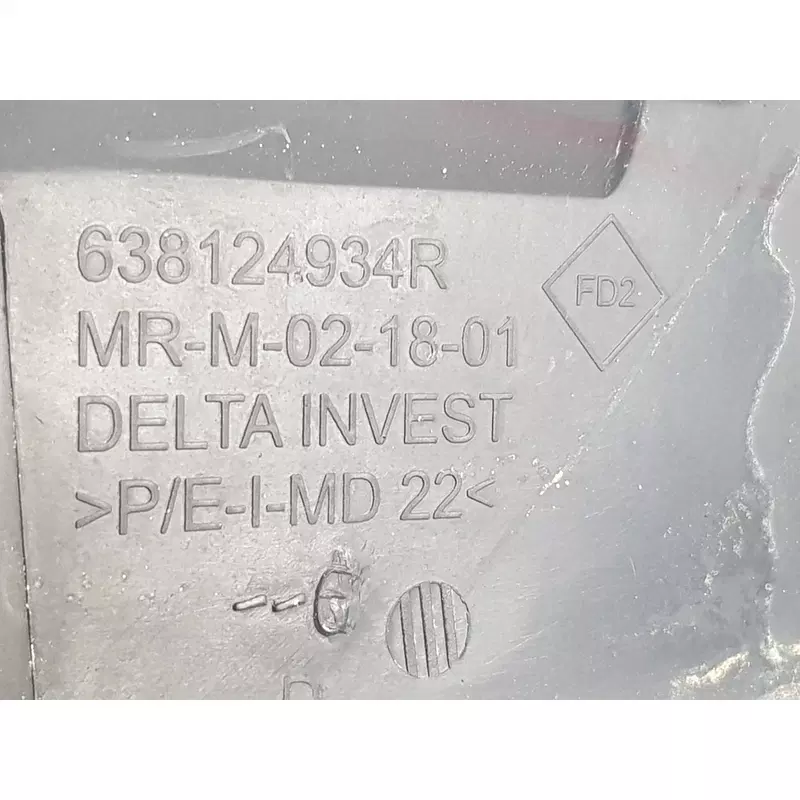 638124934R
FD2
MR-M-02-18-01
DELTA INVEST
>P/E-I-MD 22<